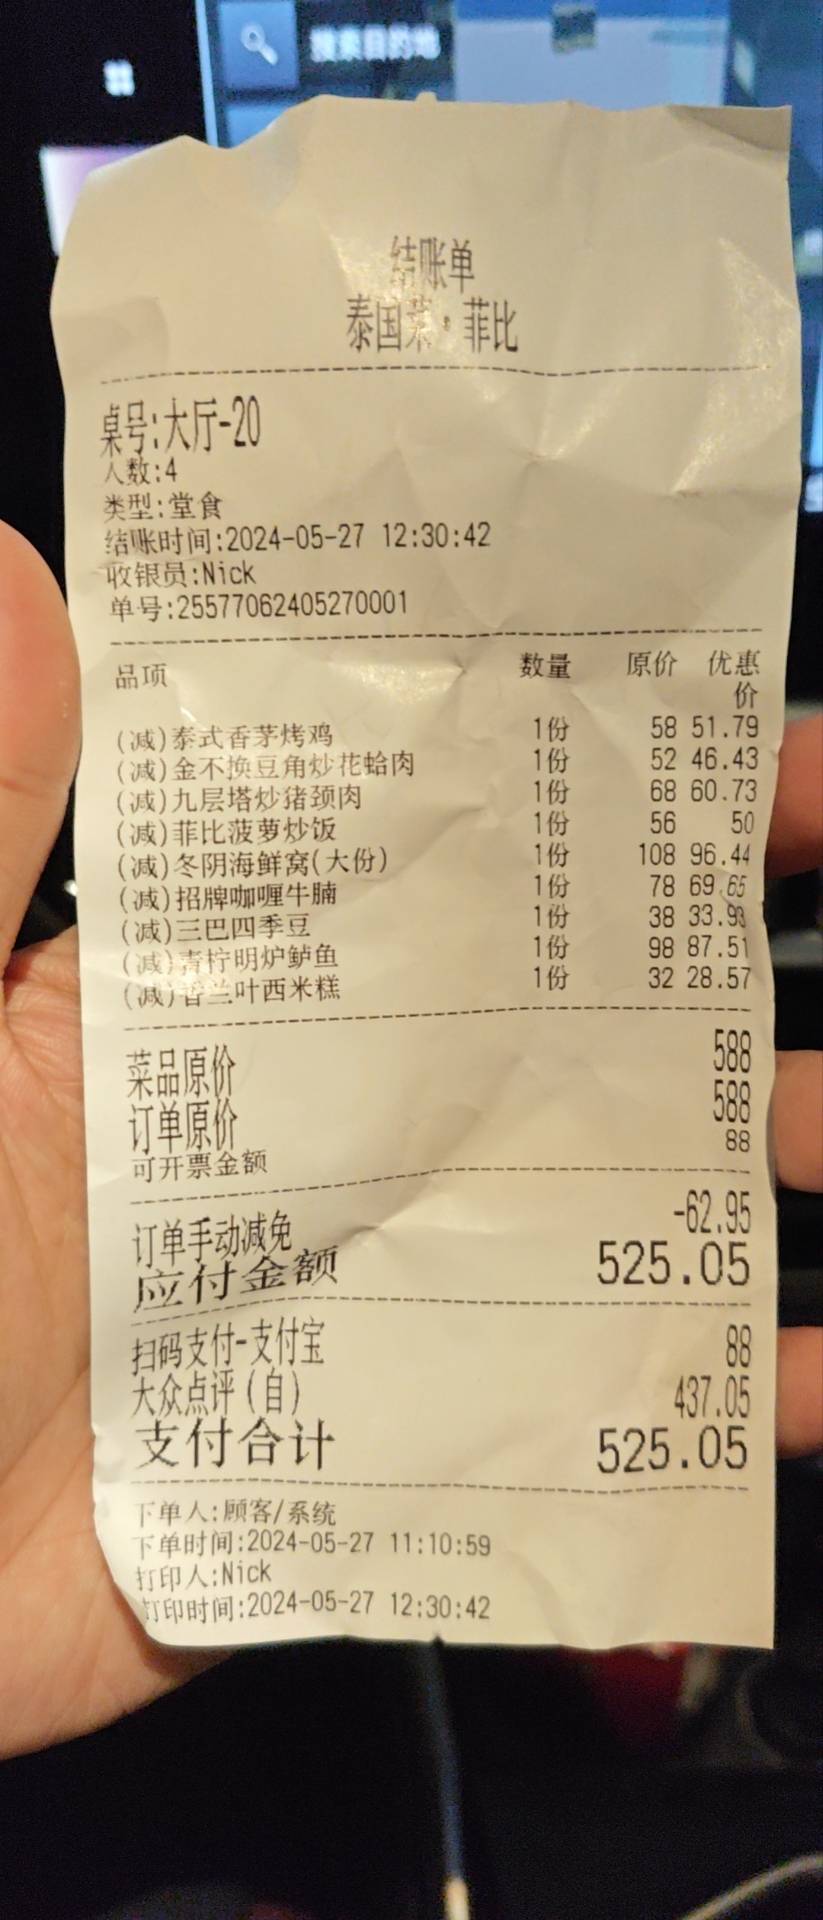 搜索目的地
结账单
泰国菜·菲比
桌号:大厅-20
人数:4
类型:堂食
结账时间:2024-05-27 12:30:42
收银员:Nick
单号:25577062405270001
品项 数量 原价 优惠
价
(减)泰式香茅烤鸡 1份 58 51.79
(减)金不换豆角炒花蛤肉 1份 52 46.43
(减)九层塔炒猪颈肉 1份 68 60.73
(减)菲比菠萝炒饭 1份 56 50
(减)冬阴海鲜窝(大份) 1份 108 96.44
(减)招牌咖喱牛腩 1份 78 69.65
(减)三巴四季豆 1份 38 33.93
(减)青柠明炉鲈鱼 1份 98 87.51
(减)香兰叶西米糕 1份 32 28.57
菜品原价 588
订单原价 588
可开票金额 88
订单手动减免 -62.95
应付金额 525.05
扫码支付-支付宝 88
大众点评(自) 437.05
支付合计 525.05
下单人:顾客/系统
下单时间:2024-05-27 11:10:59
打印人:Nick
打印时间:2024-05-27 12:30:42